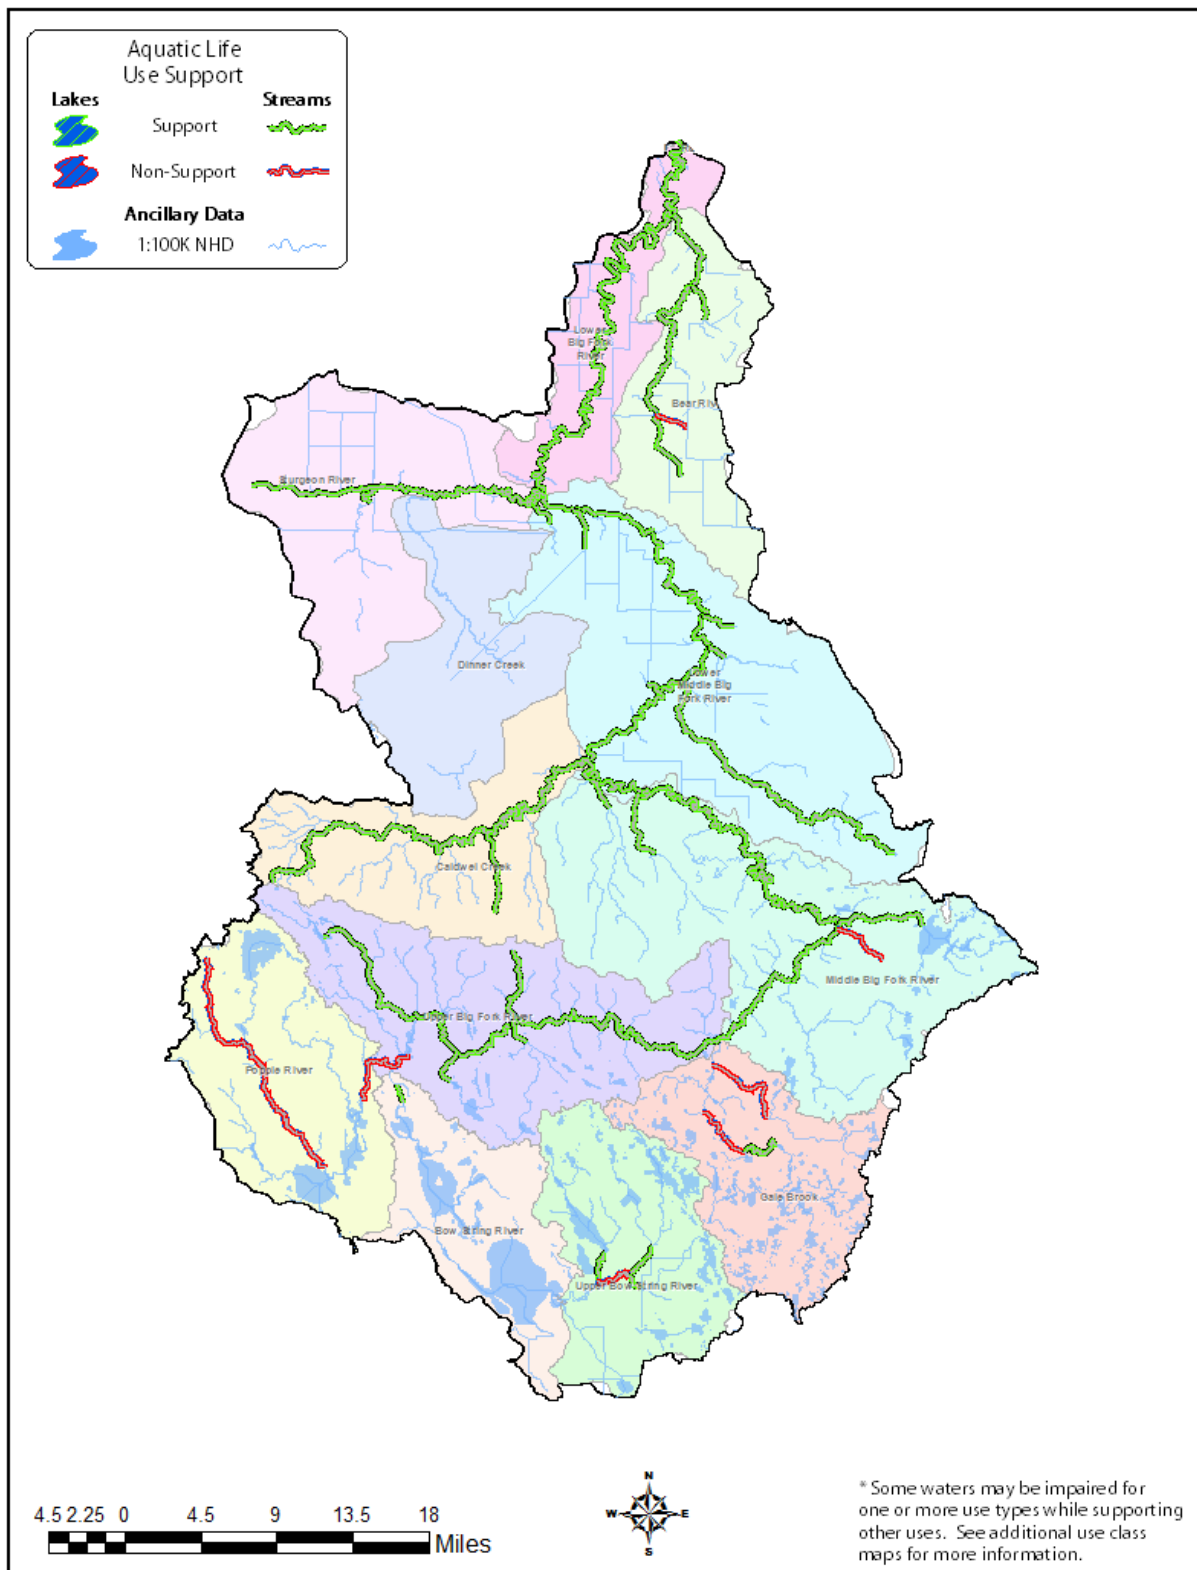 Aquatic Life
Use Support
Lakes
Streams
Support
Non-Support
Ancillary Data
1:100K NHD
Lower
Big Fork
River
Bear Riv
Sturgeon River
Dinner Creek
Lower
Middle Big
Fork River
Caldwel Creek
Middle Big Fork River
Upper Big Fork River
Popple River
Gale Brook
Bow String River
Upper Bow String River
N
W
E
S
4.5 2.25 0 4.5 9 13.5 18
Miles
* Some waters may be impaired for
one or more use types while supporting
other uses. See additional use class
maps for more information.